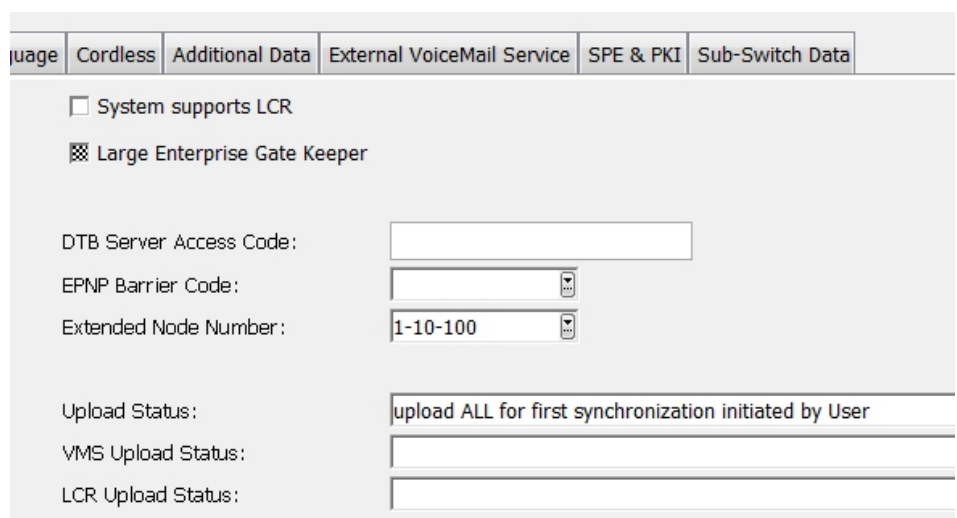 guage Cordless Additional Data External VoiceMail Service SPE & PKI Sub-Switch Data
System supports LCR
Large Enterprise Gate Keeper
DTB Server Access Code:
EPNP Barrier Code:
Extended Node Number: 1-10-100
Upload Status: upload ALL for first synchronization initiated by User
VMS Upload Status:
LCR Upload Status: